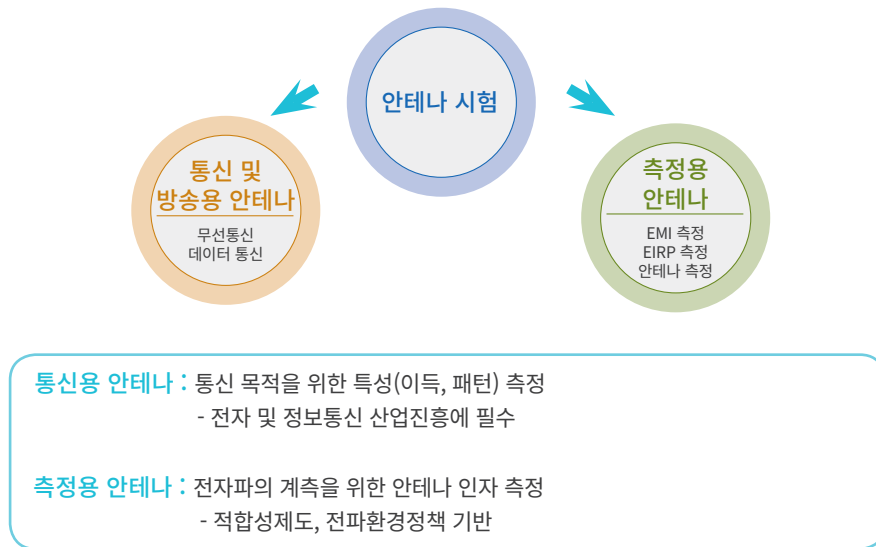 안테나 시험
통신 및
방송용 안테나
무선통신
데이터 통신
측정용
안테나
EMI 측정
EIRP 측정
안테나 측정
통신용 안테나 : 통신 목적을 위한 특성(이득, 패턴) 측정
- 전자 및 정보통신 산업진흥에 필수
측정용 안테나 : 전자파의 계측을 위한 안테나 인자 측정
- 적합성제도, 전파환경정책 기반